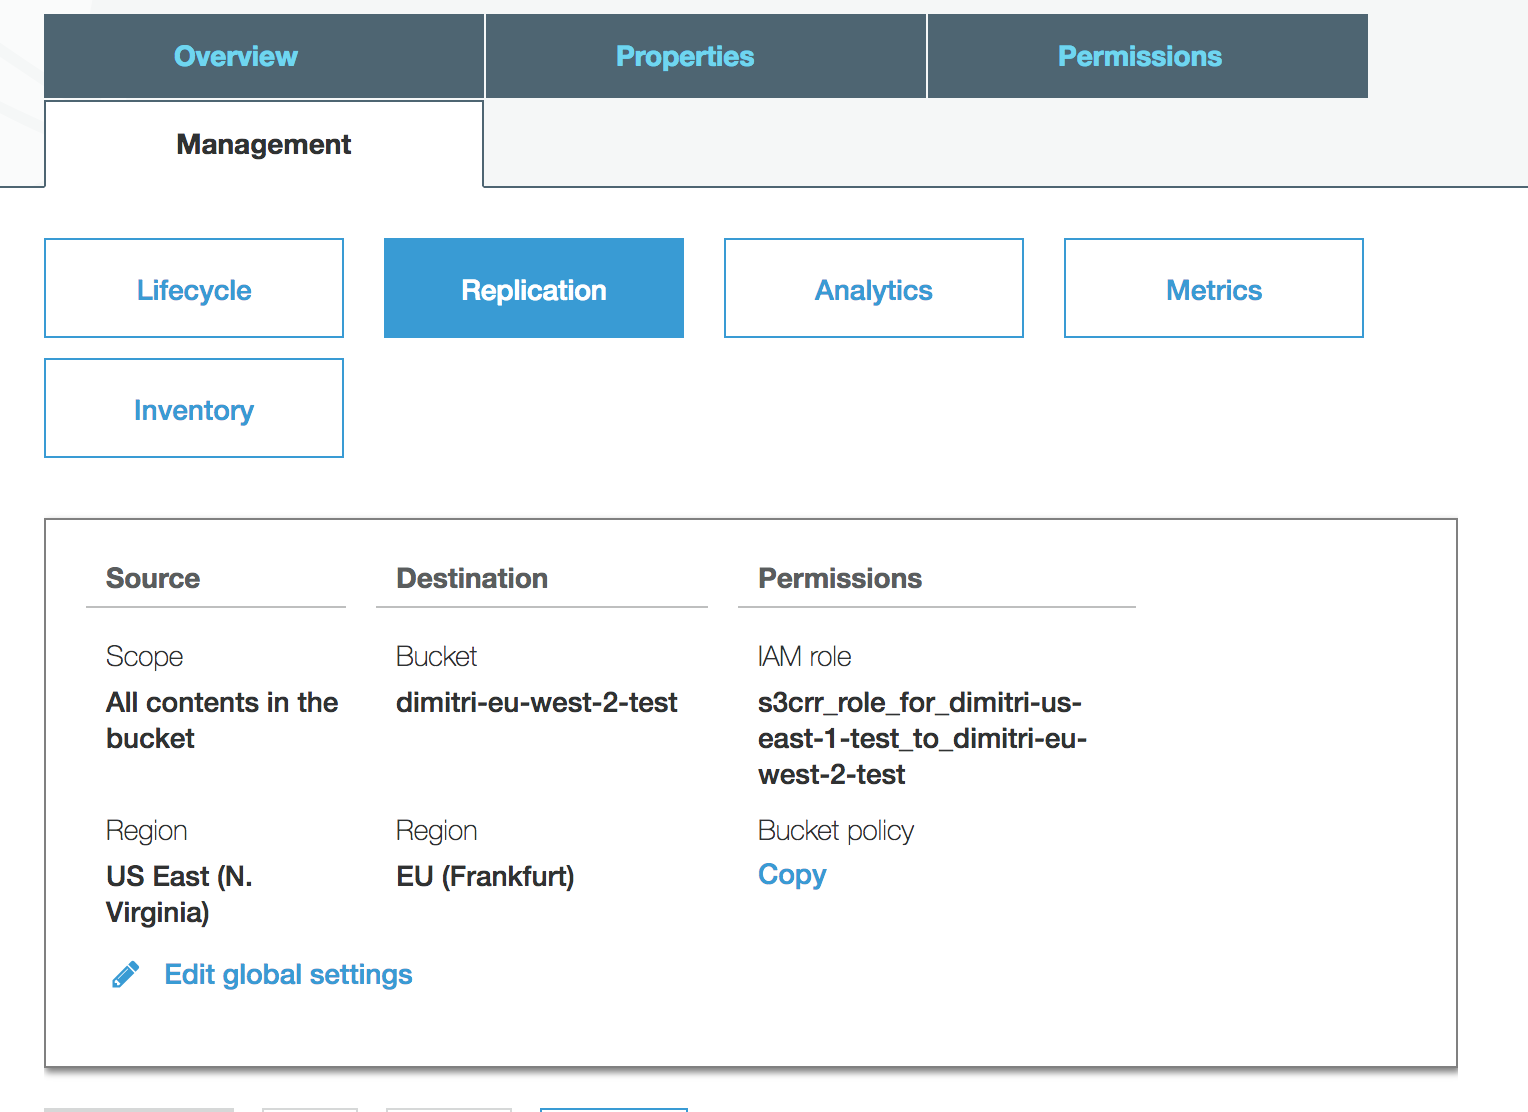 Overview
Properties
Permissions
Management
Lifecycle
Replication
Analytics
Metrics
Inventory
Source
Destination
Permissions
Scope
All contents in the
bucket
Bucket
dimitri-eu-west-2-test
IAM role
s3crr_role_for_dimitri-us-
east-1-test_to_dimitri-eu-
west-2-test
Region
US East (N.
Virginia)
Region
EU (Frankfurt)
Bucket policy
Copy
Edit global settings